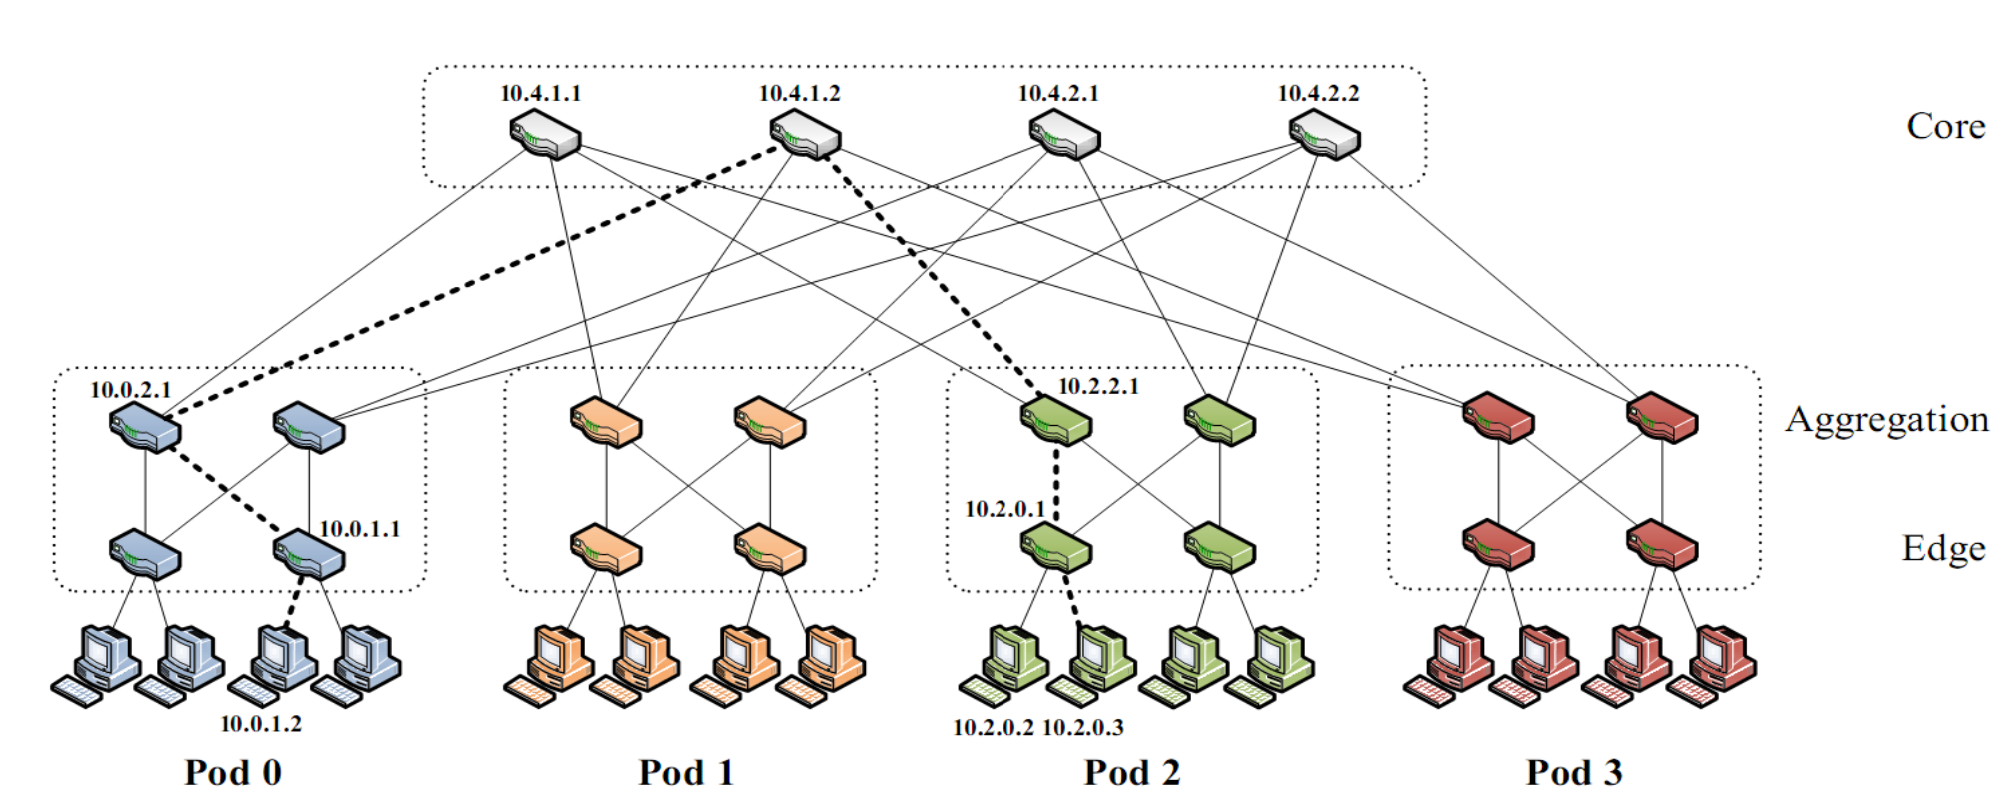 10.4.1.1 10.4.1.2 10.4.2.1 10.4.2.2
Core
10.0.2.1 10.2.2.1
Aggregation
10.2.0.1
10.0.1.1
Edge
10.0.1.2 10.2.0.2 10.2.0.3
Pod 0 Pod 1 Pod 2 Pod 3